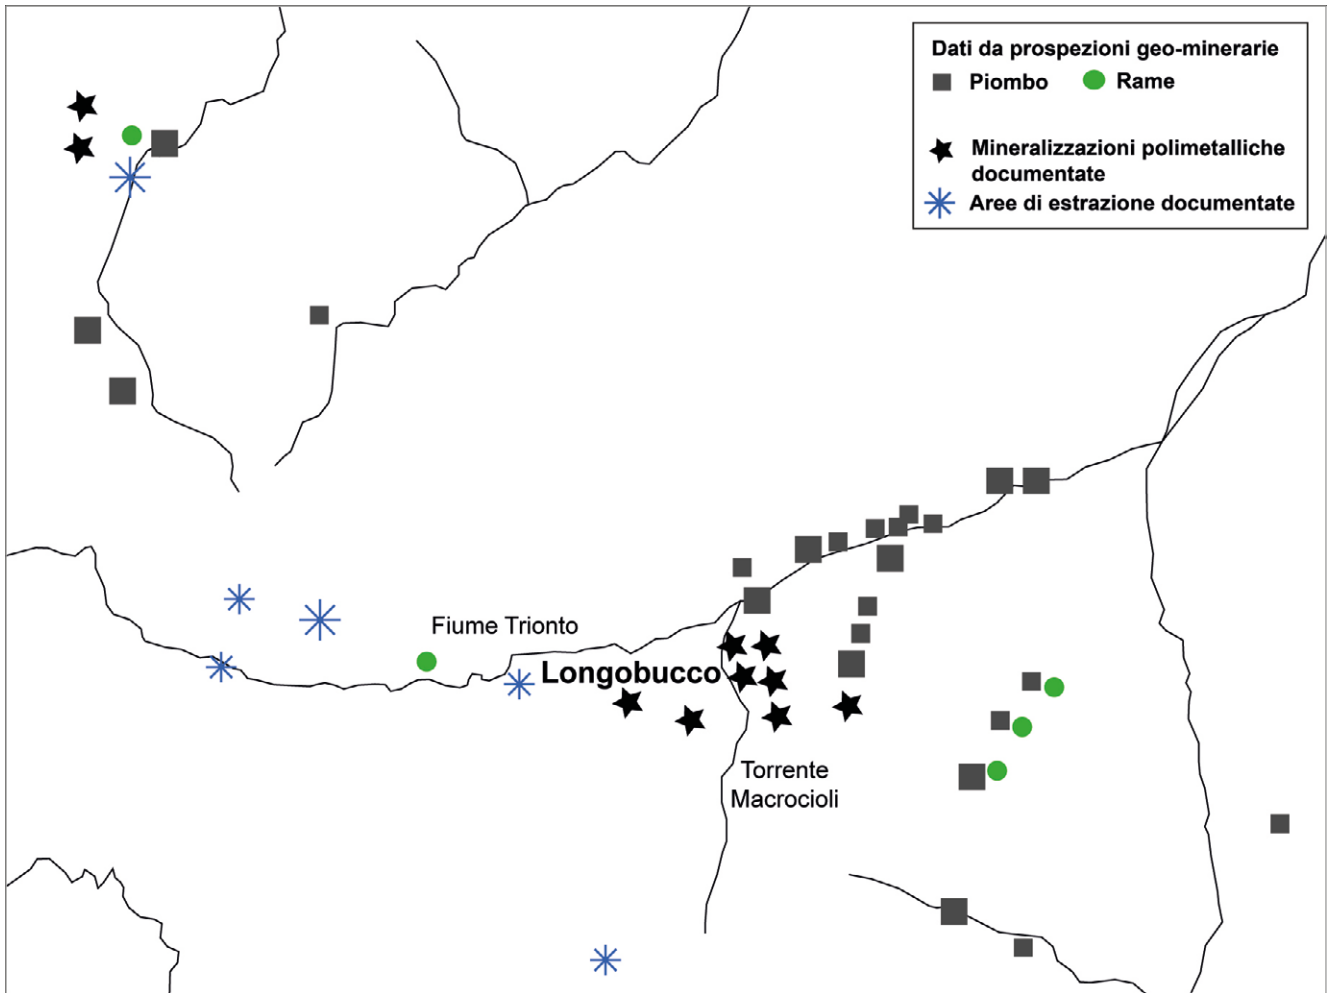 Dati da prospezioni geo-minerarie
Piombo
Rame
Mineralizzazioni polimetalliche
documentate
Aree di estrazione documentate
Fiume Trionto
Longobucco
Torrente
Macrocioli